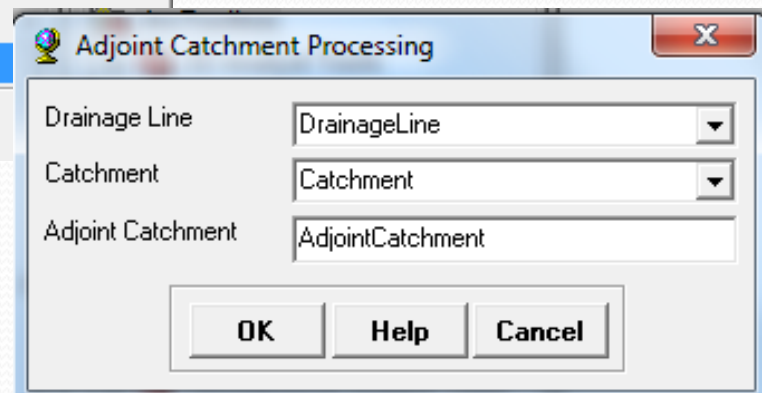 Adjoint Catchment Processing
Drainage Line DrainageLine
Catchment Catchment
Adjoint Catchment AdjointCatchment
OK Help Cancel